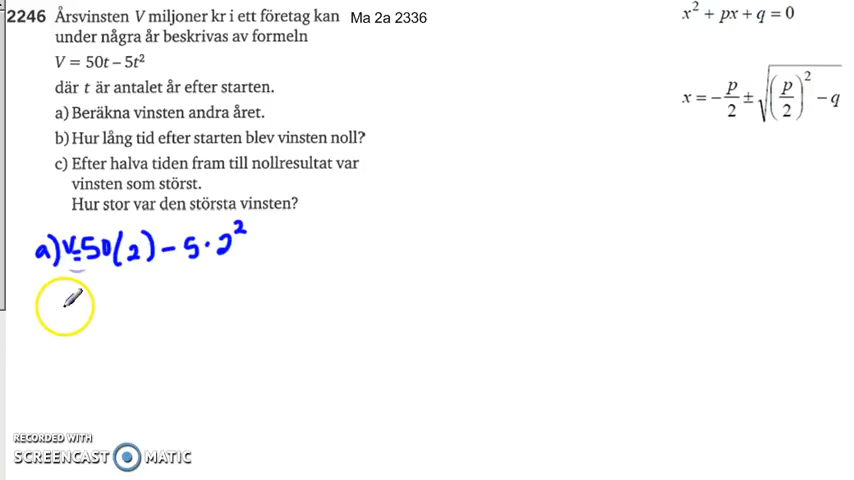 2246 Årsvinsten V miljoner kr i ett företag kan
Ma 2a 2336
under några år beskrivas av formeln
V = 50t – 5t²
där t är antalet år efter starten.
a) Beräkna vinsten andra året.
b) Hur lång tid efter starten blev vinsten noll?
c) Efter halva tiden fram till nollresultat var
vinsten som störst.
Hur stor var den största vinsten?
x² + px + q = 0
x = –p/2 ± √((p/2)² – q
a) V=50(2) – 5 · 2²
RECORDED WITH
SCREENCAST MATIC